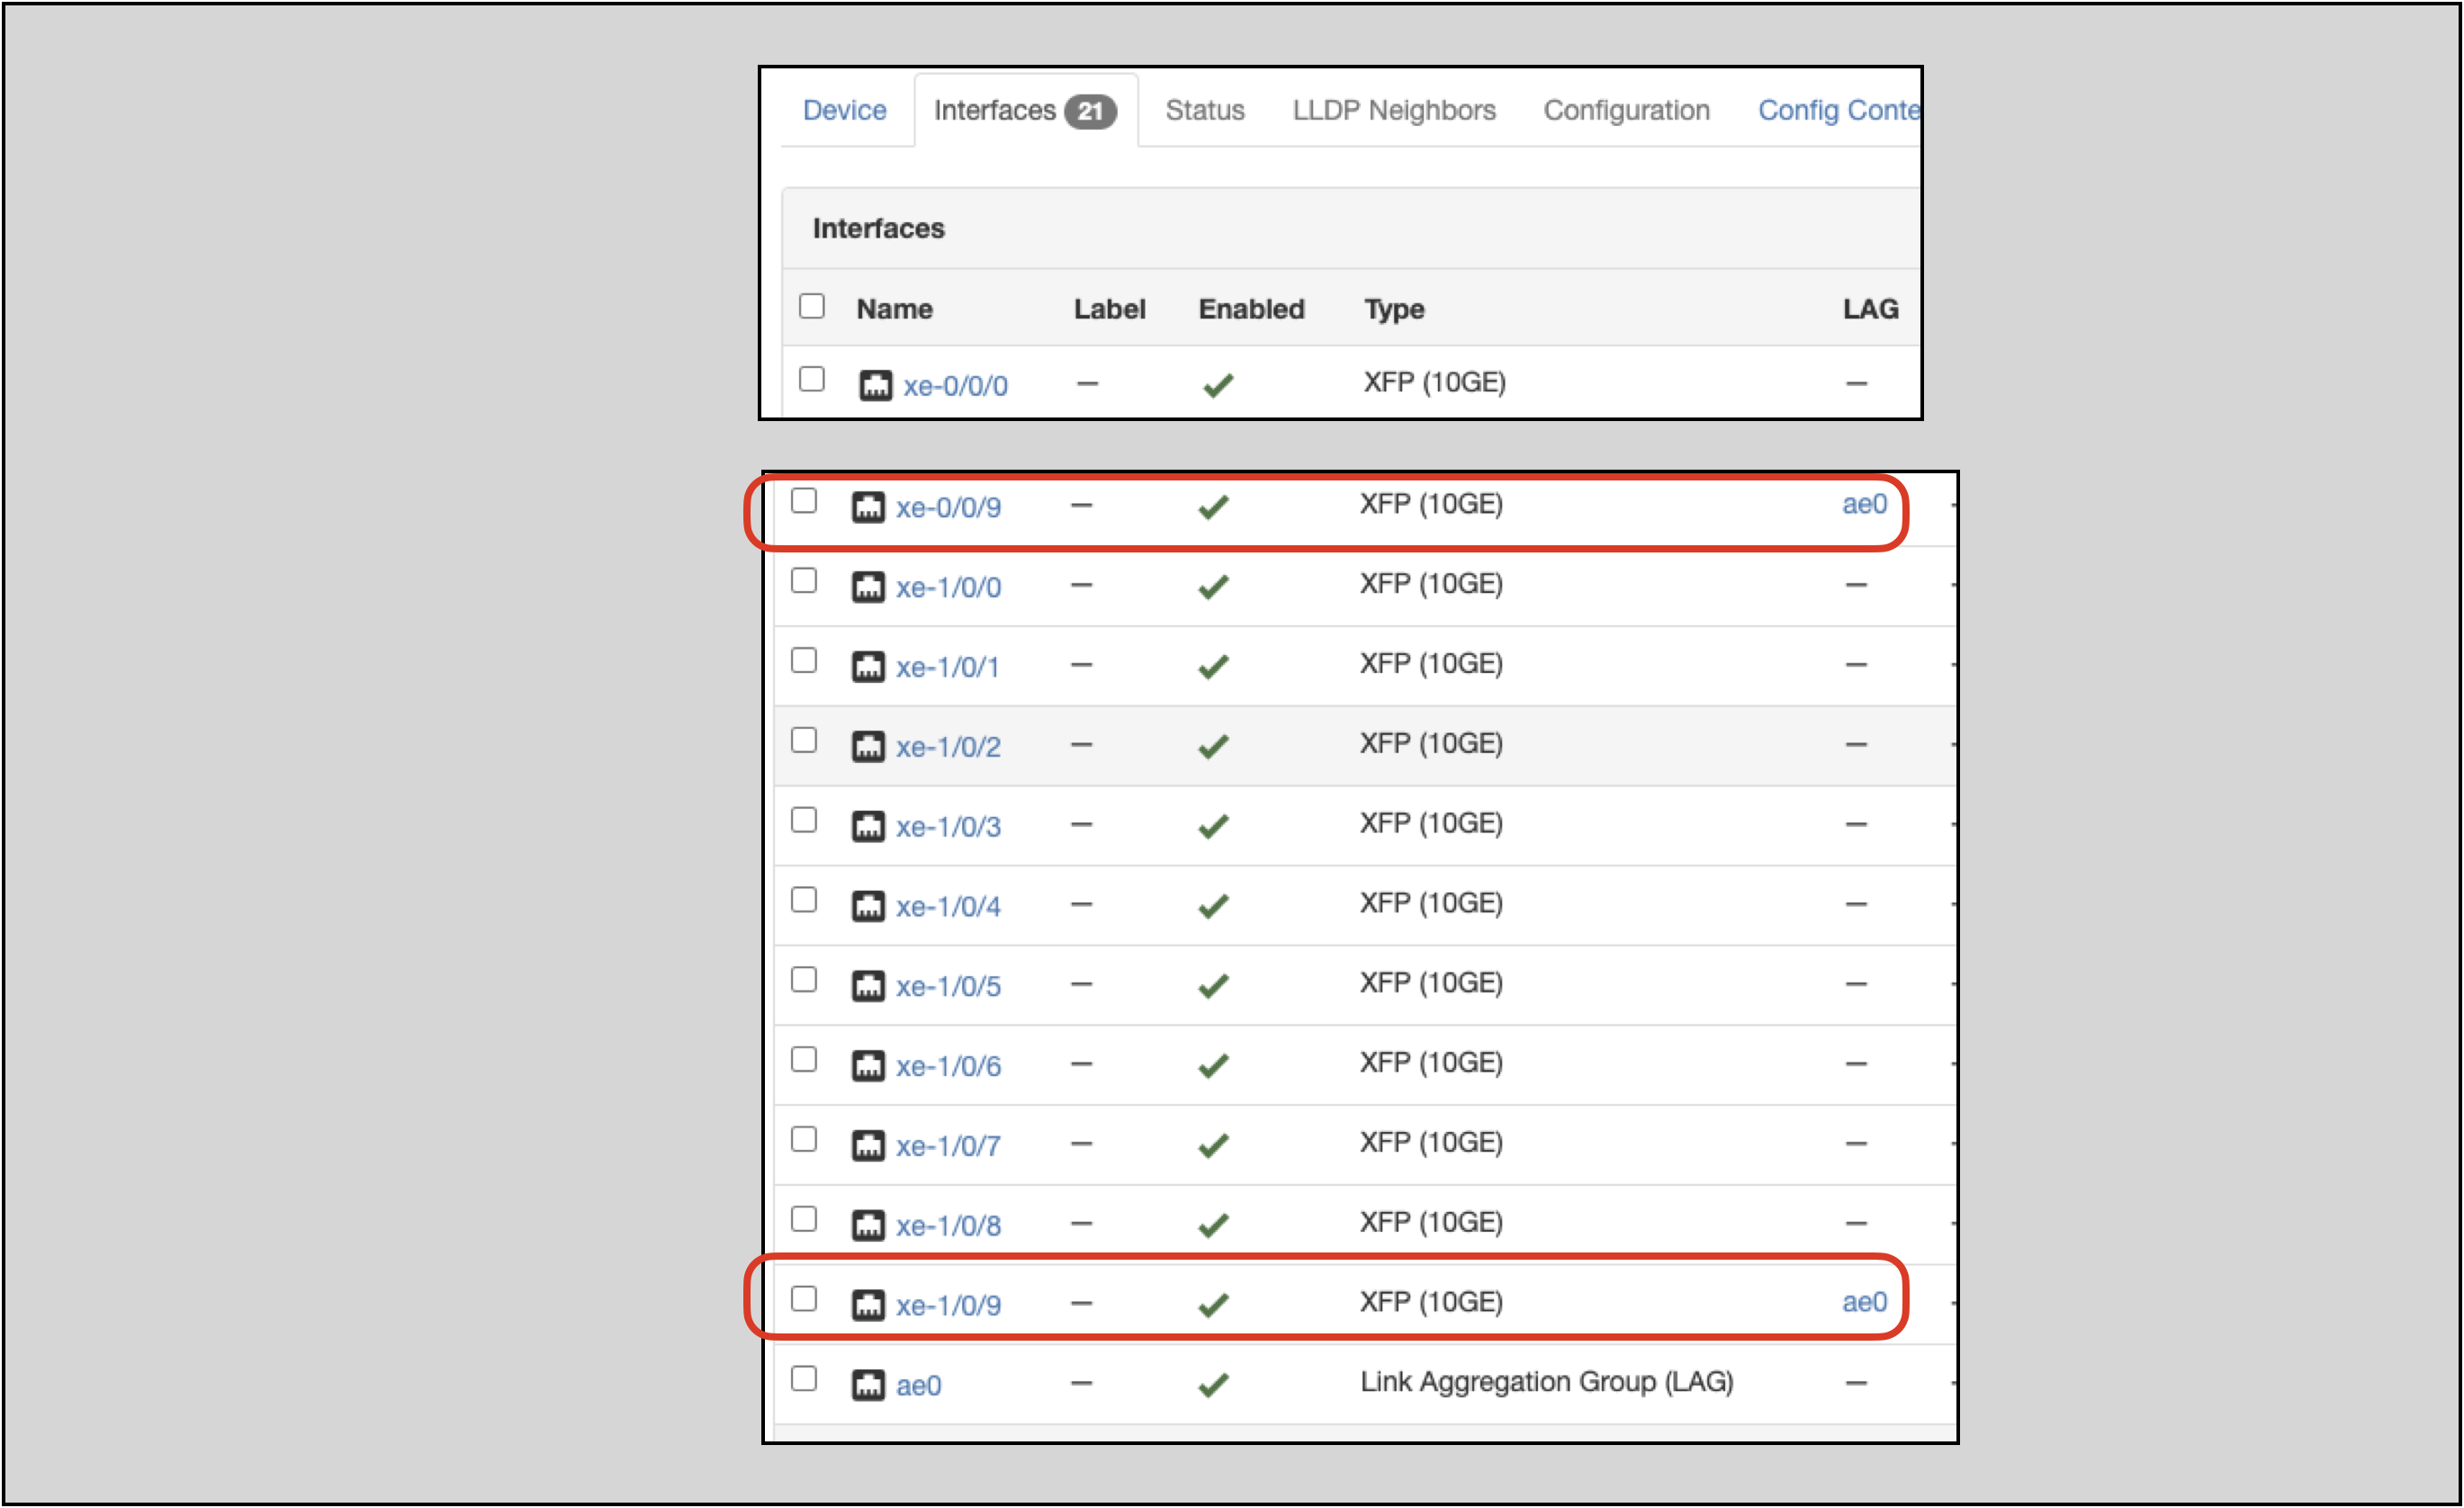 Device Interfaces 21 Status LLDP Neighbors Configuration Config Conte
Interfaces
Name Label Enabled Type LAG
xe-0/0/0 — XFP (10GE) —
xe-0/0/9 — XFP (10GE) ae0
xe-1/0/0 — XFP (10GE) —
xe-1/0/1 — XFP (10GE) —
xe-1/0/2 — XFP (10GE) —
xe-1/0/3 — XFP (10GE) —
xe-1/0/4 — XFP (10GE) —
xe-1/0/5 — XFP (10GE) —
xe-1/0/6 — XFP (10GE) —
xe-1/0/7 — XFP (10GE) —
xe-1/0/8 — XFP (10GE) —
xe-1/0/9 — XFP (10GE) ae0
ae0 — Link Aggregation Group (LAG) —